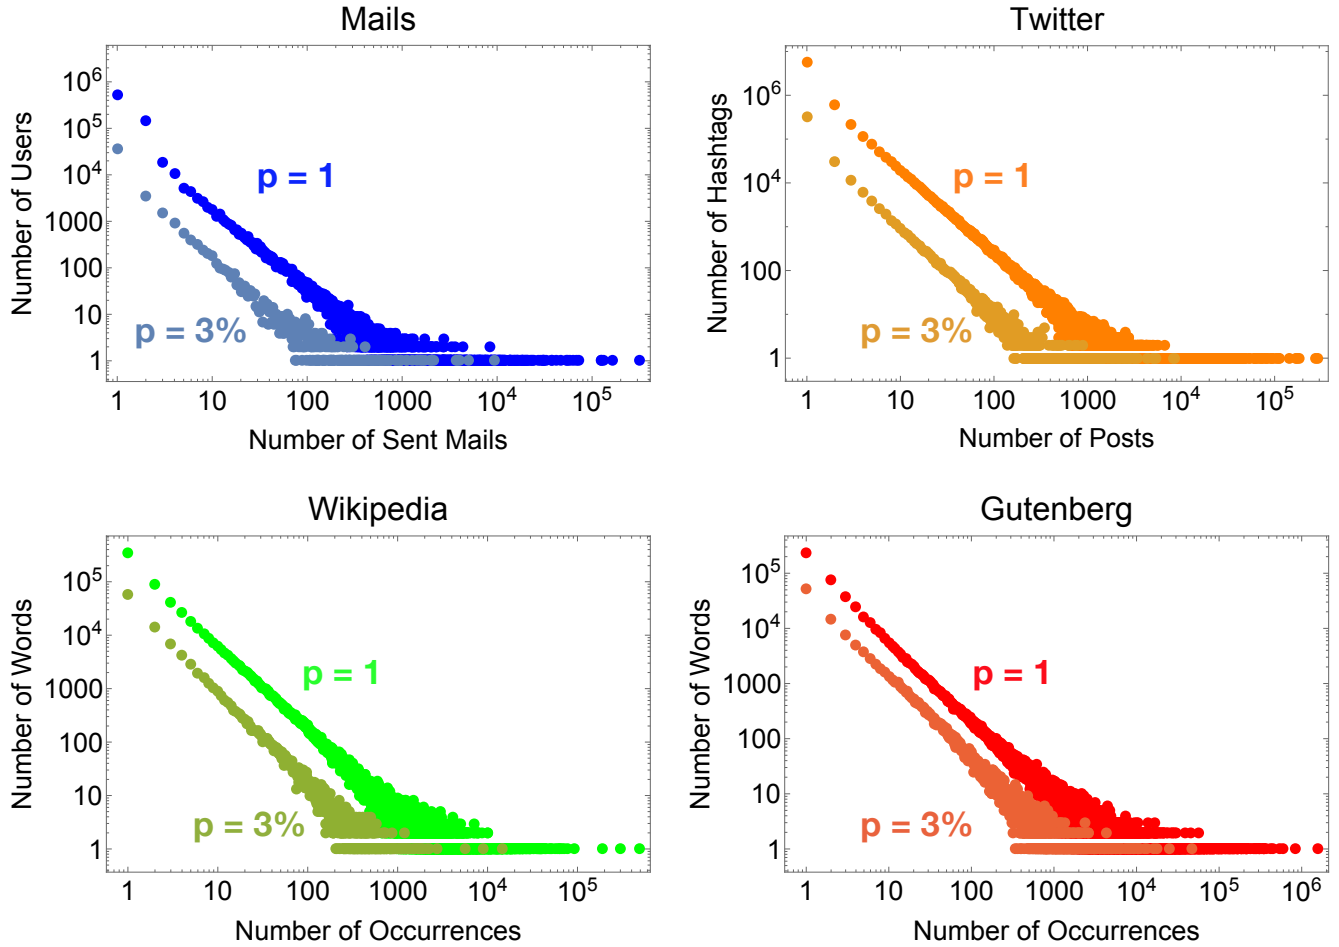 Mails
Number of Users
10^6
10^5
10^4
1000
100
10
1
p = 1
p = 3%
1 10 100 1000 10^4 10^5
Number of Sent Mails
Twitter
Number of Hashtags
10^6
10^4
100
1
p = 1
p = 3%
1 10 100 1000 10^4 10^5
Number of Posts
Wikipedia
Number of Words
10^5
10^4
1000
100
10
1
p = 1
p = 3%
1 10 100 1000 10^4 10^5
Number of Occurrences
Gutenberg
Number of Words
10^5
10^4
1000
100
10
1
p = 1
p = 3%
1 10 100 1000 10^4 10^5 10^6
Number of Occurrences